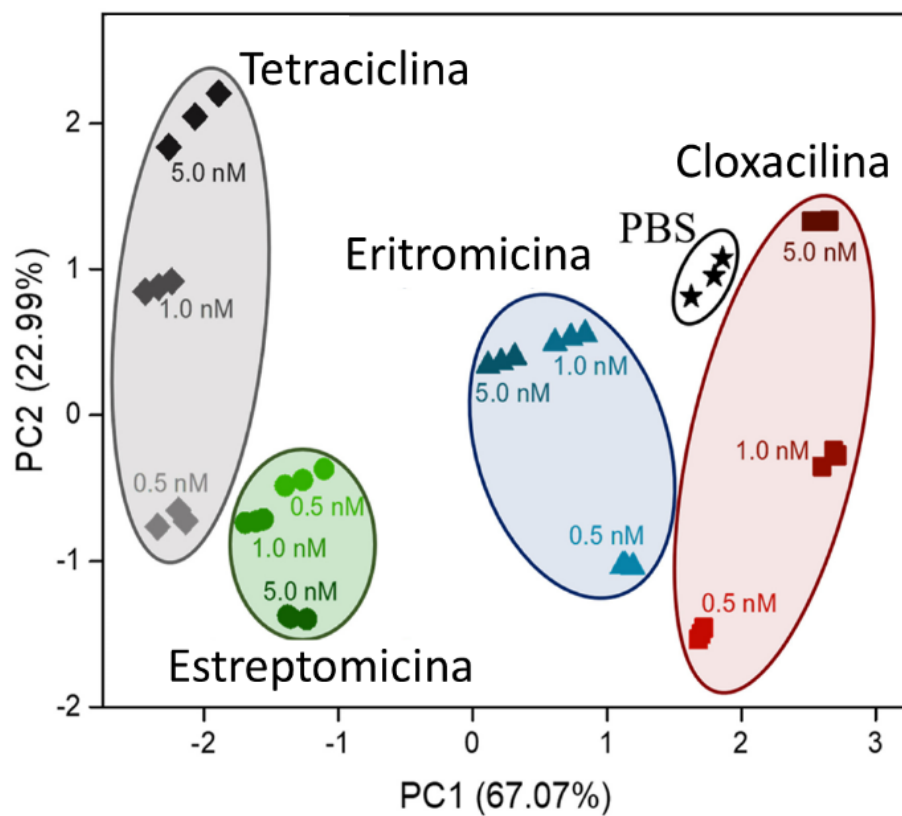 Tetraciclina
5.0 nM
1.0 nM
0.5 nM
Estreptomicina
0.5 nM
1.0 nM
5.0 nM
Eritromicina
5.0 nM
1.0 nM
0.5 nM
PBS
Cloxacilina
5.0 nM
1.0 nM
0.5 nM
PC2 (22.99%)
2
1
0
-1
-2
-2
-1
0
1
2
3
PC1 (67.07%)